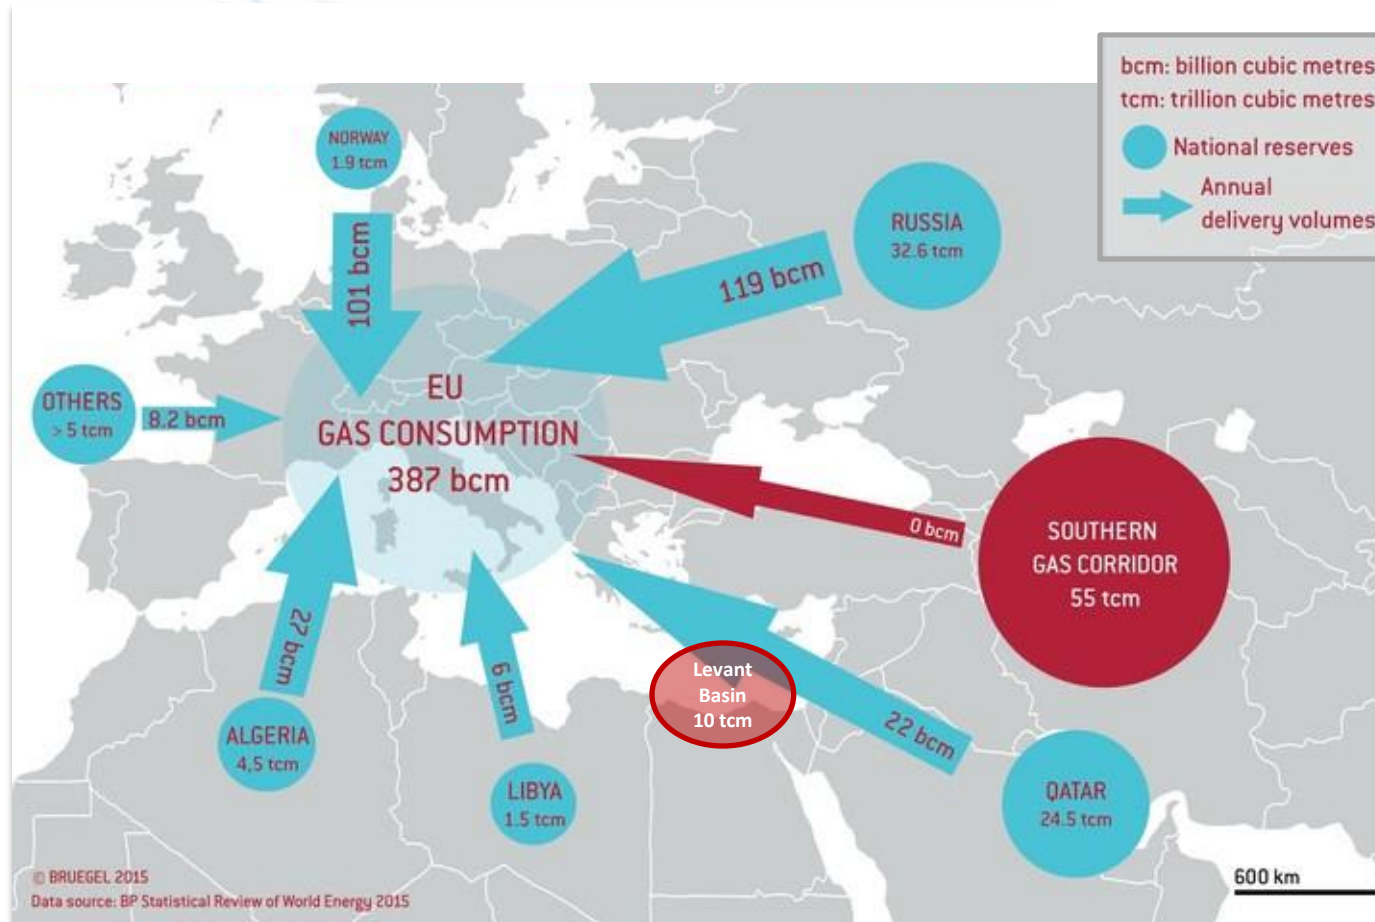 bcm: billion cubic metres
tcm: trillion cubic metres
National reserves
Annual
delivery volumes
NORWAY
1.9 tcm
101 bcm
RUSSIA
32.6 tcm
119 bcm
OTHERS
> 5 tcm
8.2 bcm
EU
GAS CONSUMPTION
387 bcm
0 bcm
SOUTHERN
GAS CORRIDOR
55 tcm
Levant
Basin
10 tcm
22 bcm
QATAR
24.5 tcm
27 bcm
ALGERIA
4,5 tcm
6 bcm
LIBYA
1.5 tcm
© BRUEGEL 2015
Data source: BP Statistical Review of World Energy 2015
600 km